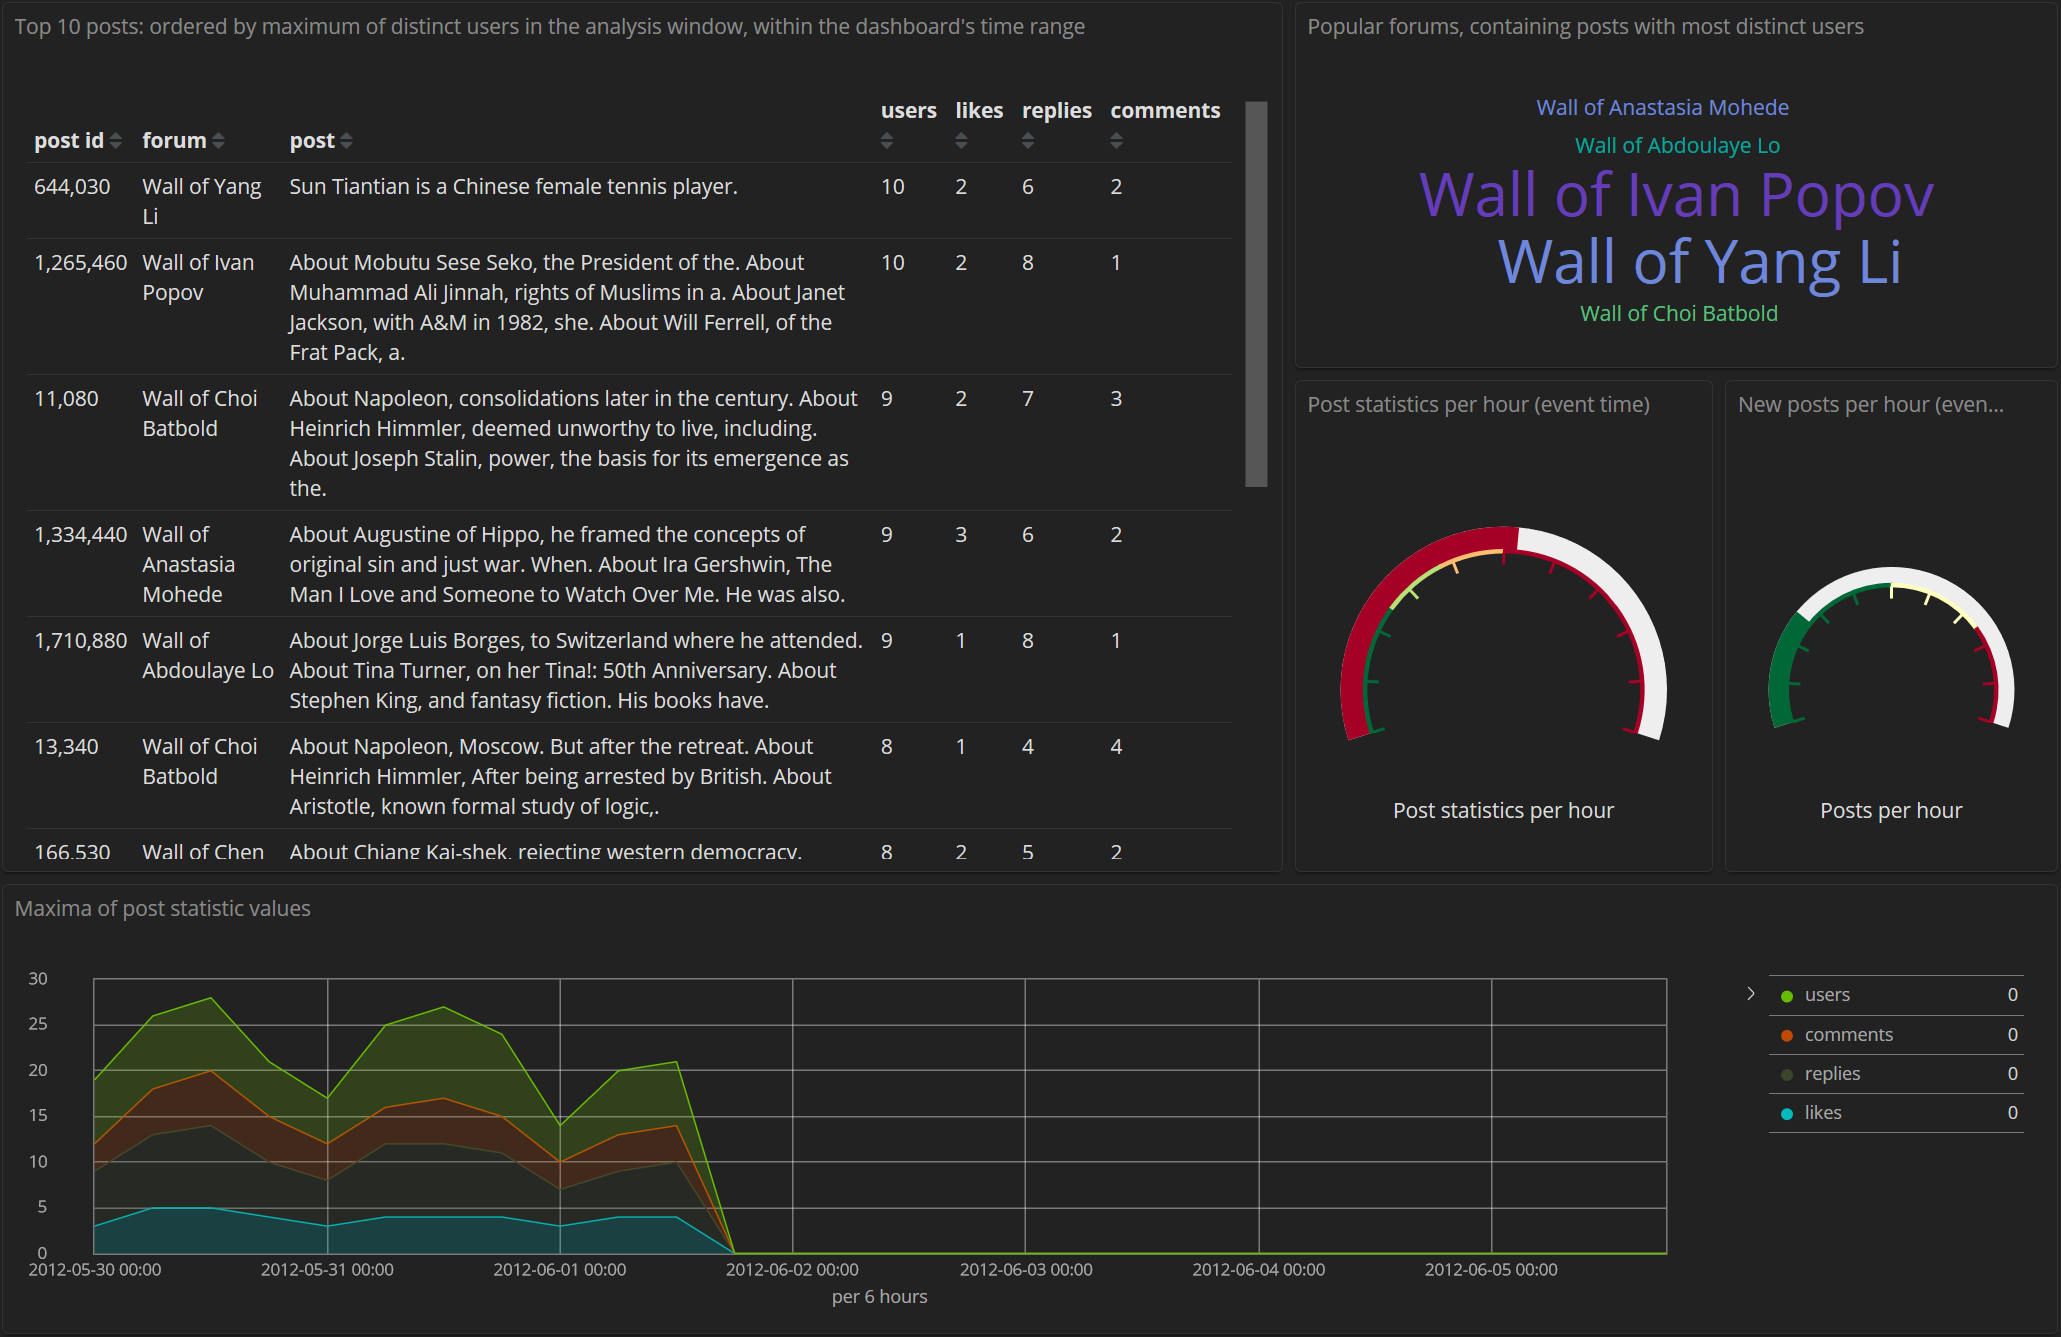 Top 10 posts: ordered by maximum of distinct users in the analysis window, within the dashboard's time range
post id forum post users likes replies comments
644,030 Wall of Yang Sun Tiantian is a Chinese female tennis player. 10 2 6 2
Li
1,265,460 Wall of Ivan About Mobutu Sese Seko, the President of the. About 10 2 8 1
Popov Muhammad Ali Jinnah, rights of Muslims in a. About Janet
Jackson, with A&M in 1982, she. About Will Ferrell, of the
Frat Pack, a.
11,080 Wall of Choi About Napoleon, consolidations later in the century. About 9 2 7 3
Batbold Heinrich Himmler, deemed unworthy to live, including.
About Joseph Stalin, power, the basis for its emergence as
the.
1,334,440 Wall of About Augustine of Hippo, he framed the concepts of 9 3 6 2
Anastasia original sin and just war. When. About Ira Gershwin, The
Mohede Man I Love and Someone to Watch Over Me. He was also.
1,710,880 Wall of About Jorge Luis Borges, to Switzerland where he attended. 9 1 8 1
Abdoulaye Lo About Tina Turner, on her Tina!: 50th Anniversary. About
Stephen King, and fantasy fiction. His books have.
13,340 Wall of Choi About Napoleon, Moscow. But after the retreat. About 8 1 4 4
Batbold Heinrich Himmler, After being arrested by British. About
Aristotle, known formal study of logic,.
166,530 Wall of Chen About Chiang Kai-shek, rejecting western democracy. 8 2 5 2
Popular forums, containing posts with most distinct users
Wall of Anastasia Mohede
Wall of Abdoulaye Lo
Wall of Ivan Popov
Wall of Yang Li
Wall of Choi Batbold
Post statistics per hour (event time)
Post statistics per hour
New posts per hour (even...
Posts per hour
Maxima of post statistic values
30
25
20
15
10
5
0
2012-05-30 00:00 2012-05-31 00:00 2012-06-01 00:00 2012-06-02 00:00 2012-06-03 00:00 2012-06-04 00:00 2012-06-05 00:00
per 6 hours
users 0
comments 0
replies 0
likes 0